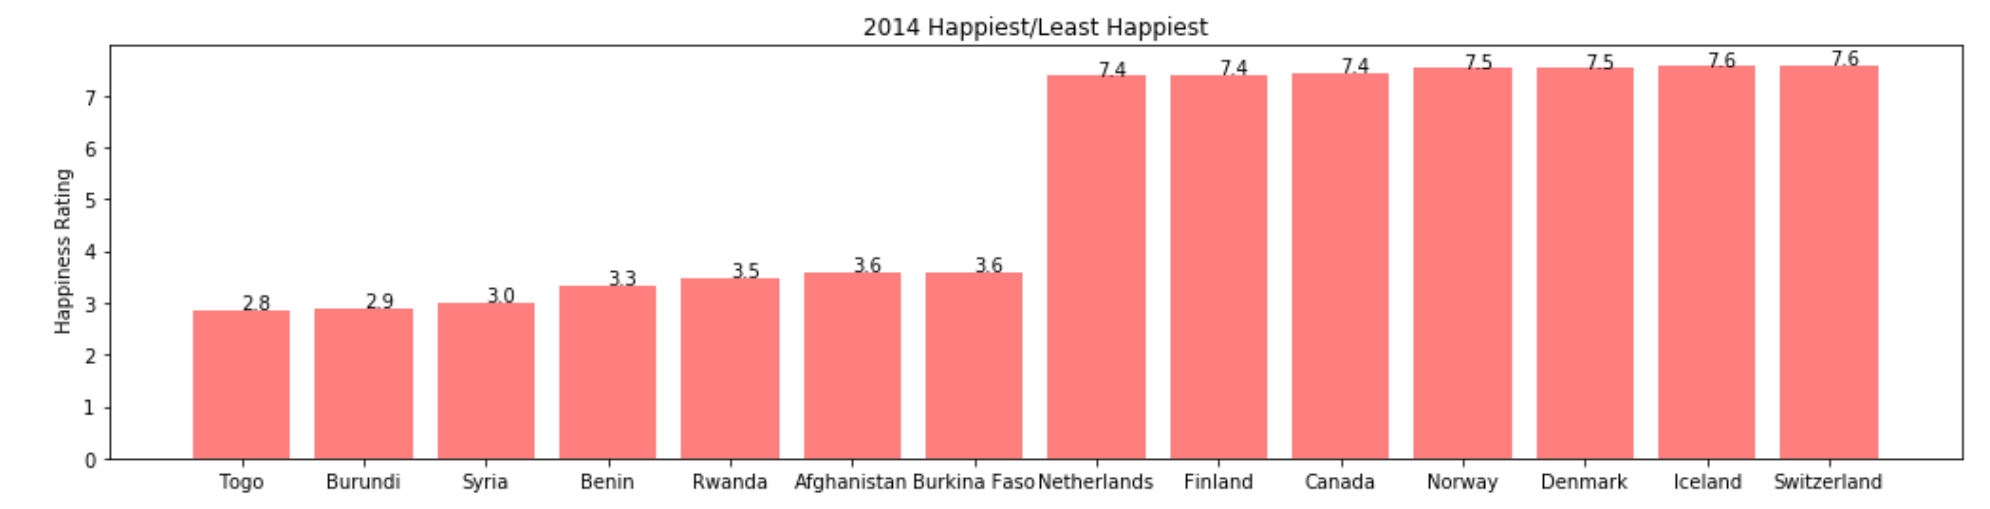 2014 Happiest/Least Happiest
Happiness Rating
7
6
5
4
3
2
1
0
2.8 2.9 3.0 3.3 3.5 3.6 3.6 7.4 7.4 7.4 7.5 7.5 7.6 7.6
Togo Burundi Syria Benin Rwanda Afghanistan Burkina Faso Netherlands Finland Canada Norway Denmark Iceland Switzerland